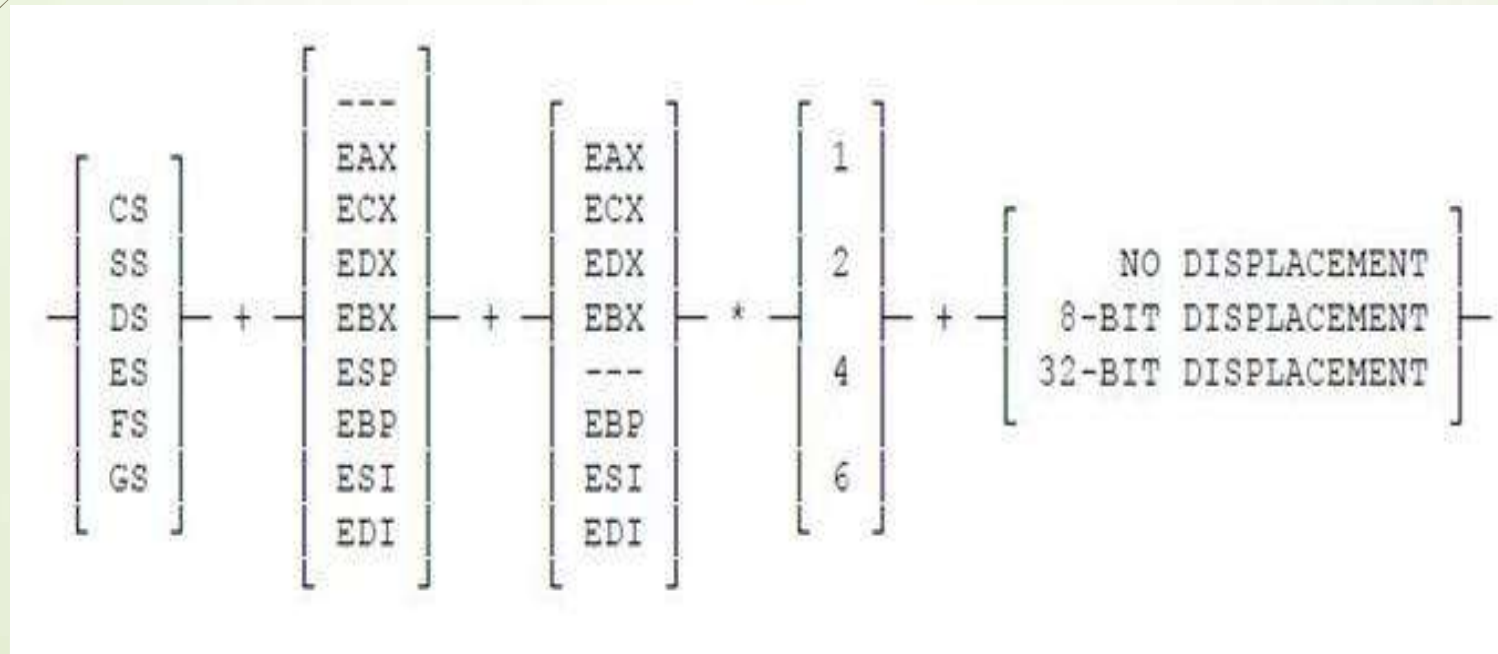 ---
EAX EAX 1
CS ECX ECX
SS EDX EDX 2 NO DISPLACEMENT
DS + EBX + EBX * + 8-BIT DISPLACEMENT
ES ESP --- 4 32-BIT DISPLACEMENT
FS EBP EBP
GS ESI ESI 6
EDI EDI